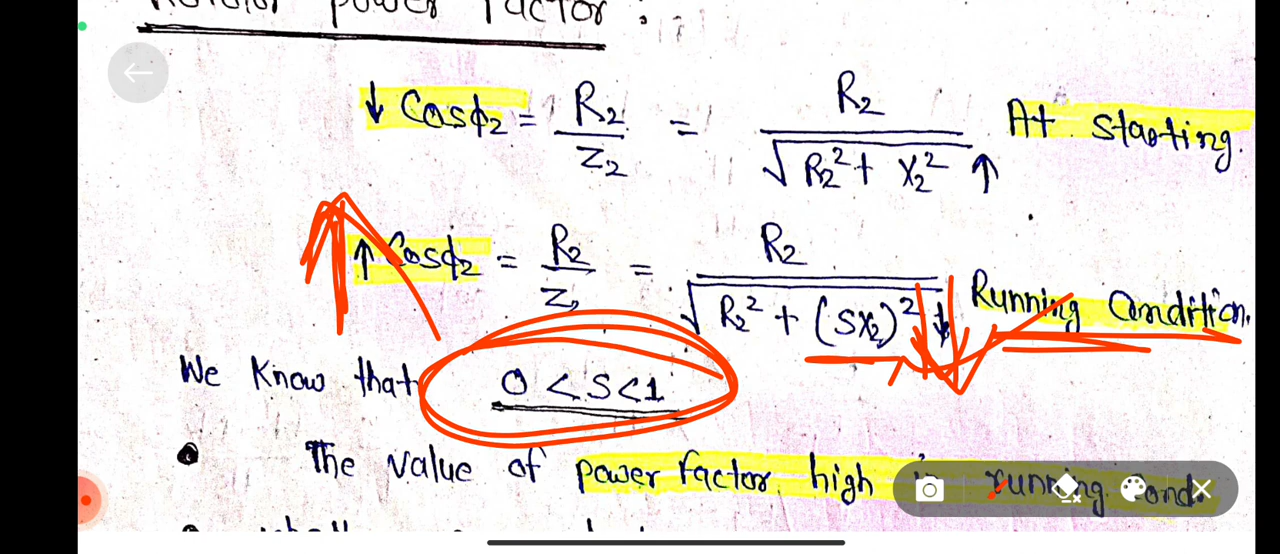 power factor :
↓ Cosϕ₂ = R₂/Z₂ = R₂/√(R₂² + X₂²) ↑ At starting.
↑ Cosϕ₂ = R₂/Z₂ = R₂/√(R₂² + (SX₂)²) ↓ Running Condition.
We Know that 0 < S < 1
• The value of power factor high in running cond.